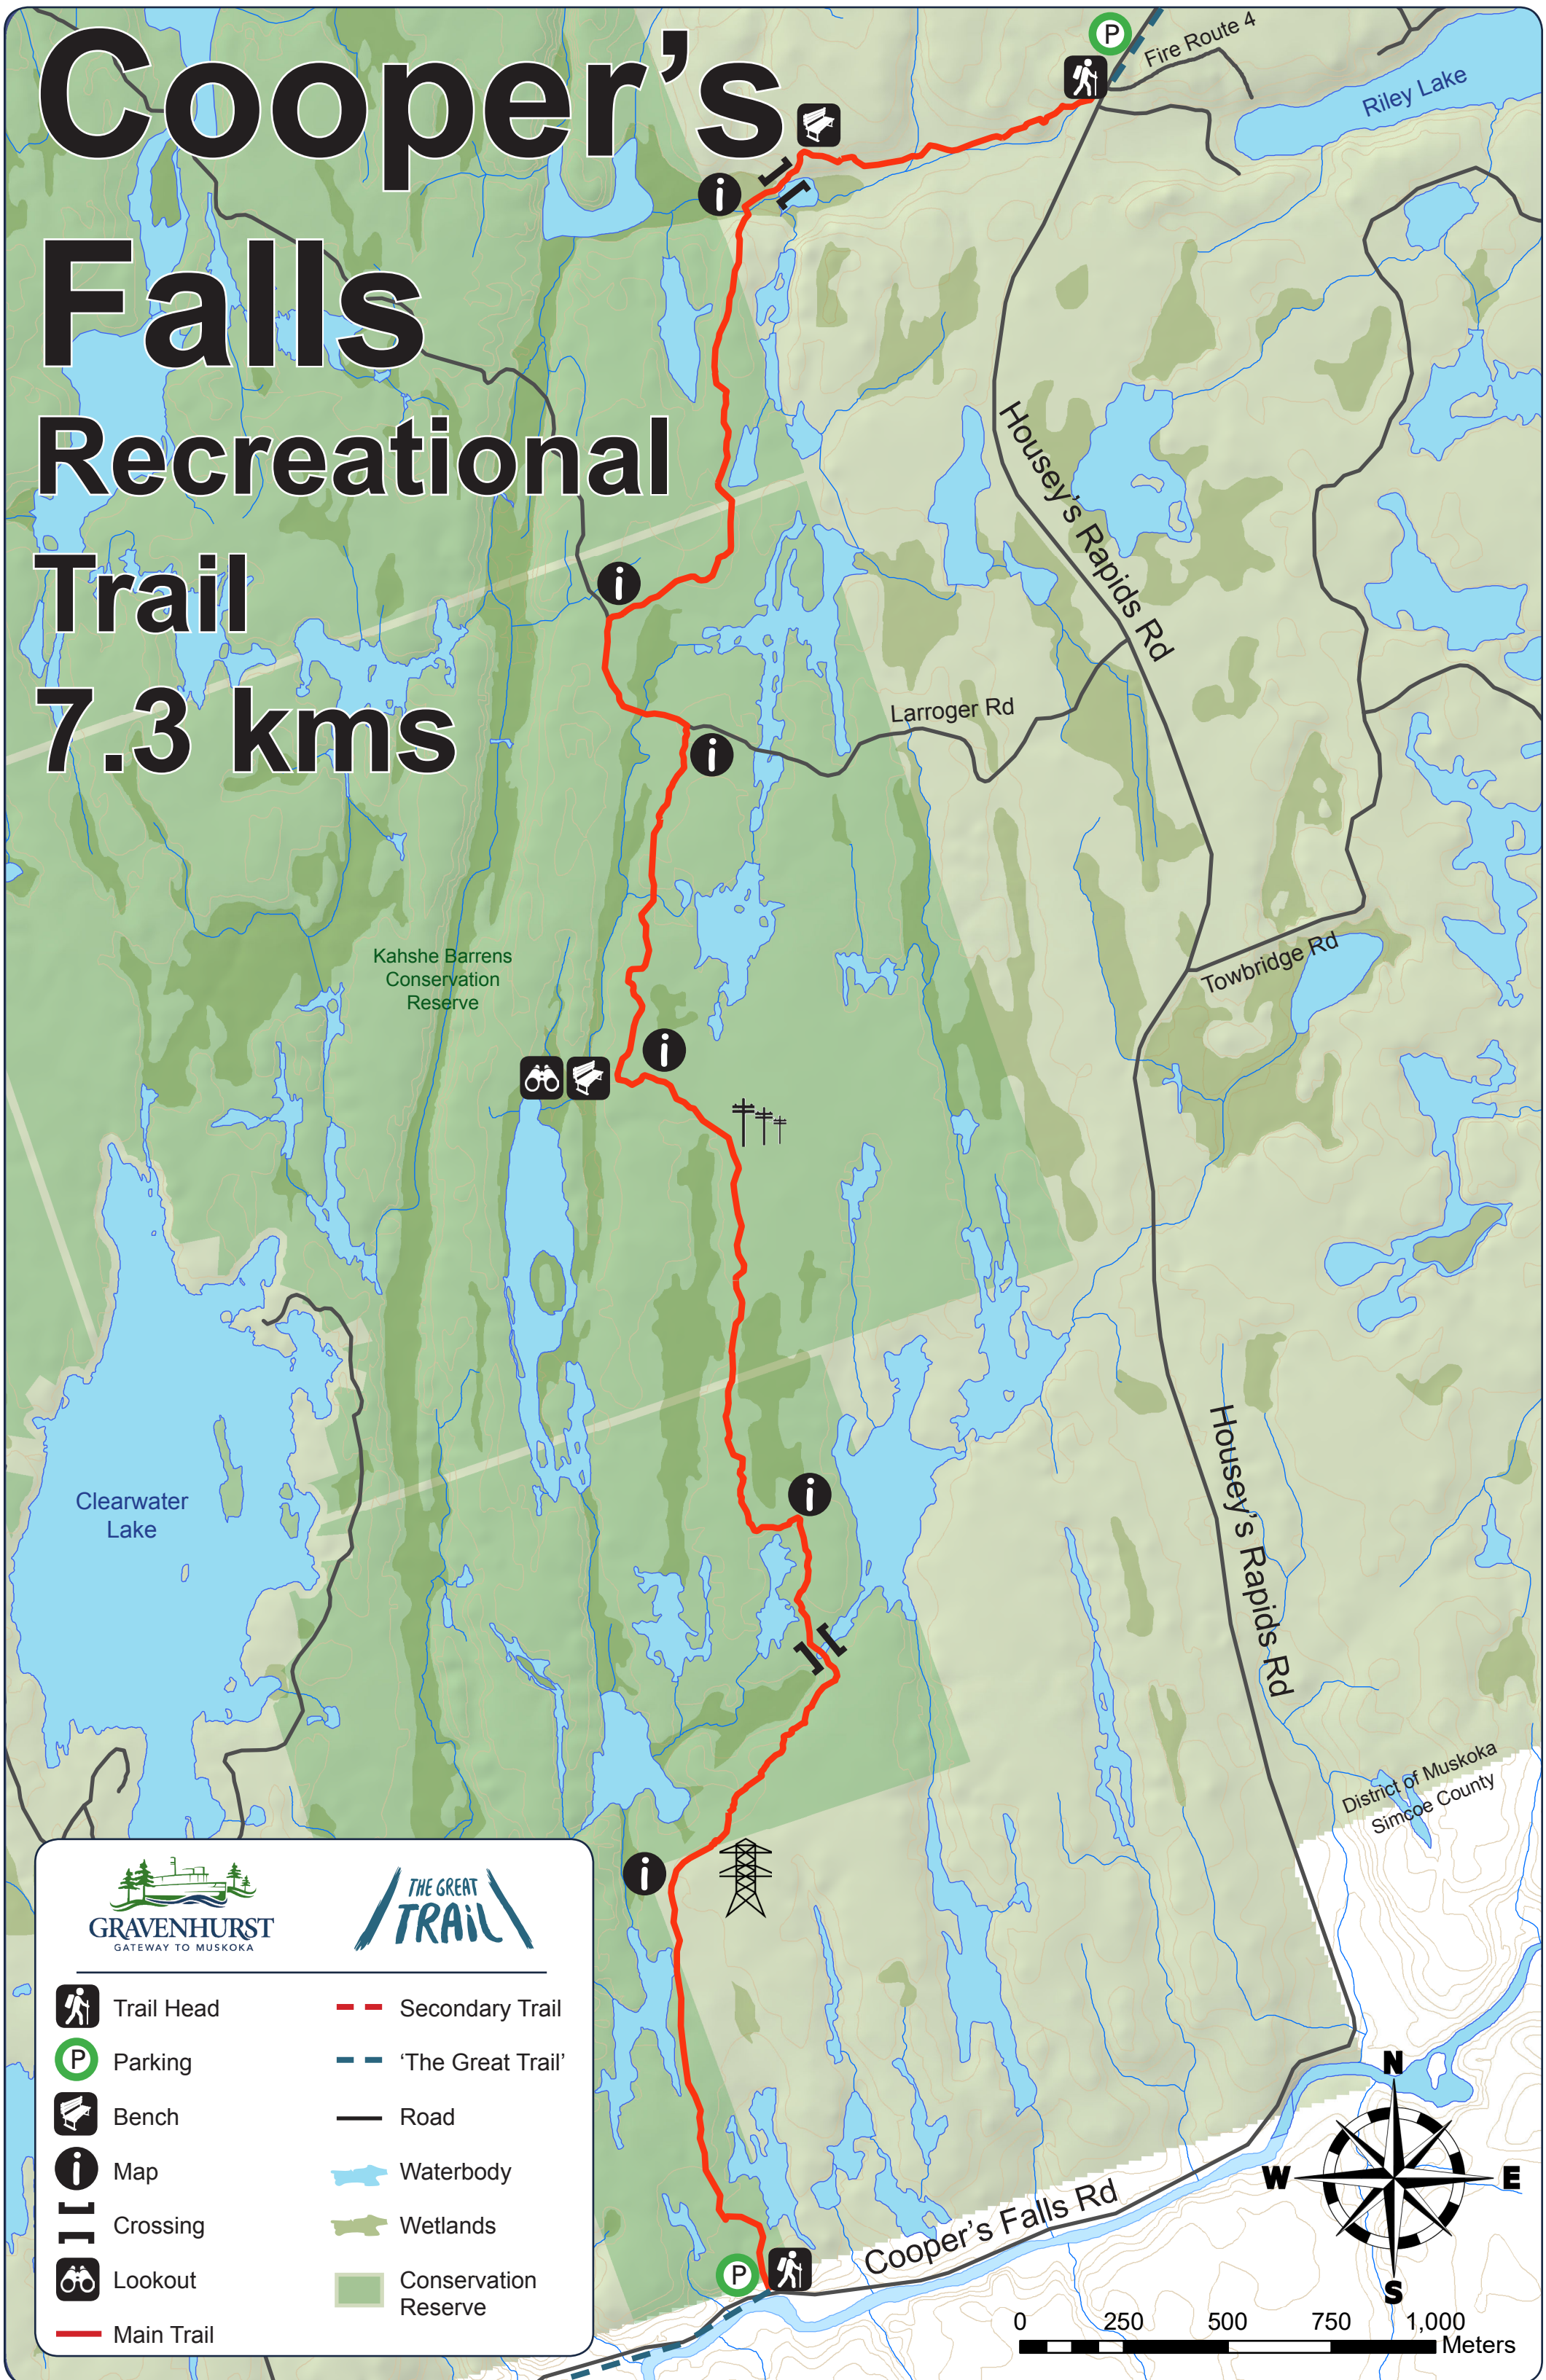 Cooper's
Falls
Recreational
Trail
7.3 kms
P
Fire Route 4
Riley Lake
i
Housey's Rapids Rd
i
Larroger Rd
i
Kahshe Barrens
Conservation
Reserve
Towbridge Rd
i
Clearwater
Lake
i
Housey's Rapids Rd
District of Muskoka
Simcoe County
i
GRAVENHURST
GATEWAY TO MUSKOKA
THE GREAT
TRAIL
Trail Head
P Parking
Bench
i Map
Crossing
Lookout
Main Trail
Secondary Trail
‘The Great Trail’
Road
Waterbody
Wetlands
Conservation
Reserve
P
Cooper's Falls Rd
N
W E
S
0 250 500 750 1,000
Meters